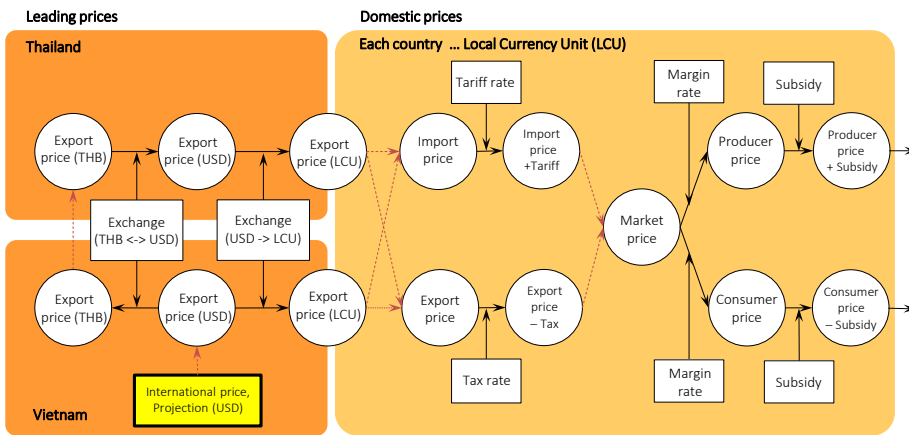 Leading prices
Domestic prices
Thailand
Each country ... Local Currency Unit (LCU)
Tariff rate
Margin
rate
Subsidy
Export
price (THB)
Export
price (USD)
Export
price (LCU)
Import
price
Import
price
+Tariff
Producer
price
Producer
price
+ Subsidy
Exchange
(THB <-> USD)
Exchange
(USD -> LCU)
Market
price
Export
price (THB)
Export
price (USD)
Export
price (LCU)
Export
price
Export
price
– Tax
Consumer
price
Consumer
price
– Subsidy
International price,
Projection (USD)
Tax rate
Margin
rate
Subsidy
Vietnam